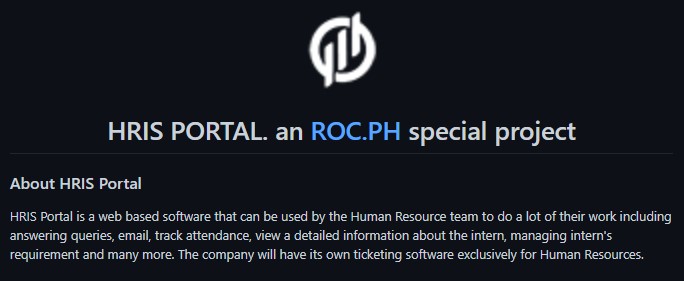 HRIS PORTAL. an ROC.PH special project
About HRIS Portal
HRIS Portal is a web based software that can be used by the Human Resource team to do a lot of their work including
answering queries, email, track attendance, view a detailed information about the intern, managing intern's
requirement and many more. The company will have its own ticketing software exclusively for Human Resources.